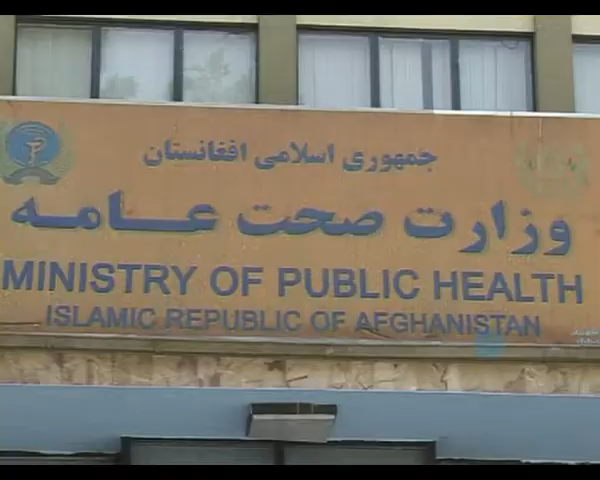 جمهوری اسلامی افغانستان
وزارت صحت عامه
MINISTRY OF PUBLIC HEALTH
ISLAMIC REPUBLIC OF AFGHANISTAN